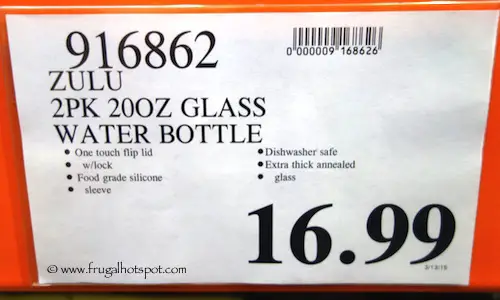 916862
0 000009 168626
ZULU
2PK 20OZ GLASS
WATER BOTTLE
• One touch flip lid
• w/lock
• Food grade silicone
• sleeve
• Dishwasher safe
• Extra thick annealed
• glass
16.99
© www.frugalhotspot.com